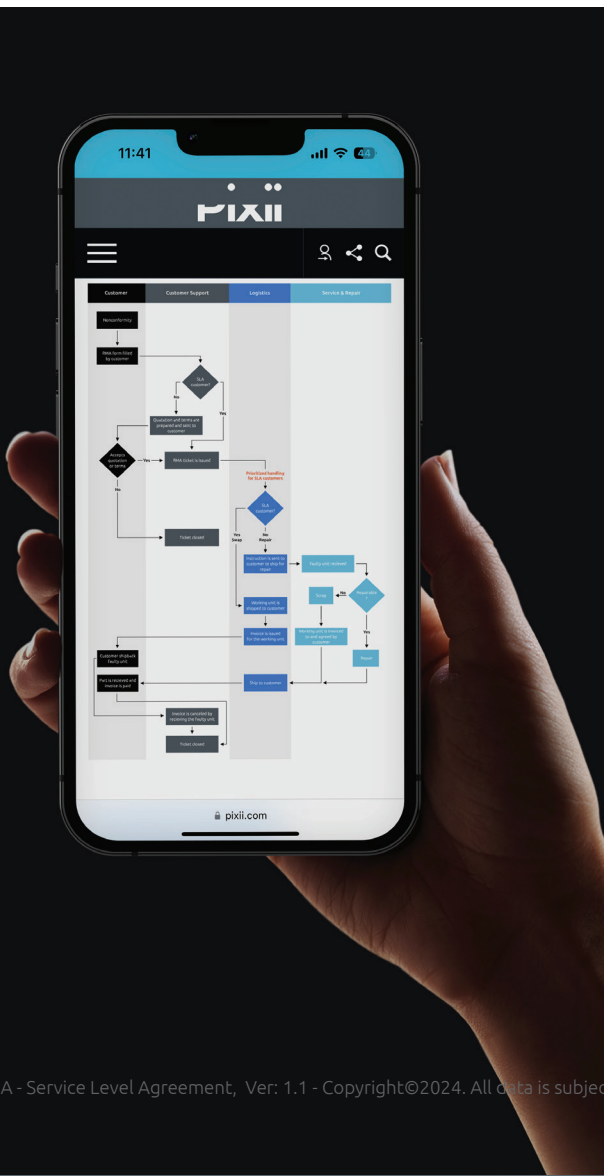 11:41
44
Pixii
Customer
Customer Support
Logistics
Service & Repair
Nonconformity
RMA form filled
by customer
SLA
customer?
No
Yes
Quotation and terms are
prepared and sent to
customer
Accepts
quotation
or terms
Yes
RMA ticket is issued
Prioritized handling
for SLA customers
No
SLA
customer?
Yes
Swap
No
Repair
Ticket closed
Instruction is sent to
customer to ship for
repair
Faulty unit received
Repairable
?
No
Scrap
Yes
Working unit is
shipped to customer
Invoice is issued
for the working unit
customer
Repair
Customer shipback
Faulty unit
Part is recieved and
invoice is paid
Ship to customer
Invoice is canceled by
recieving the faulty unit
Ticket closed
pixii.com
A - Service Level Agreement, Ver: 1.1 - Copyright©2024. All data is subjec